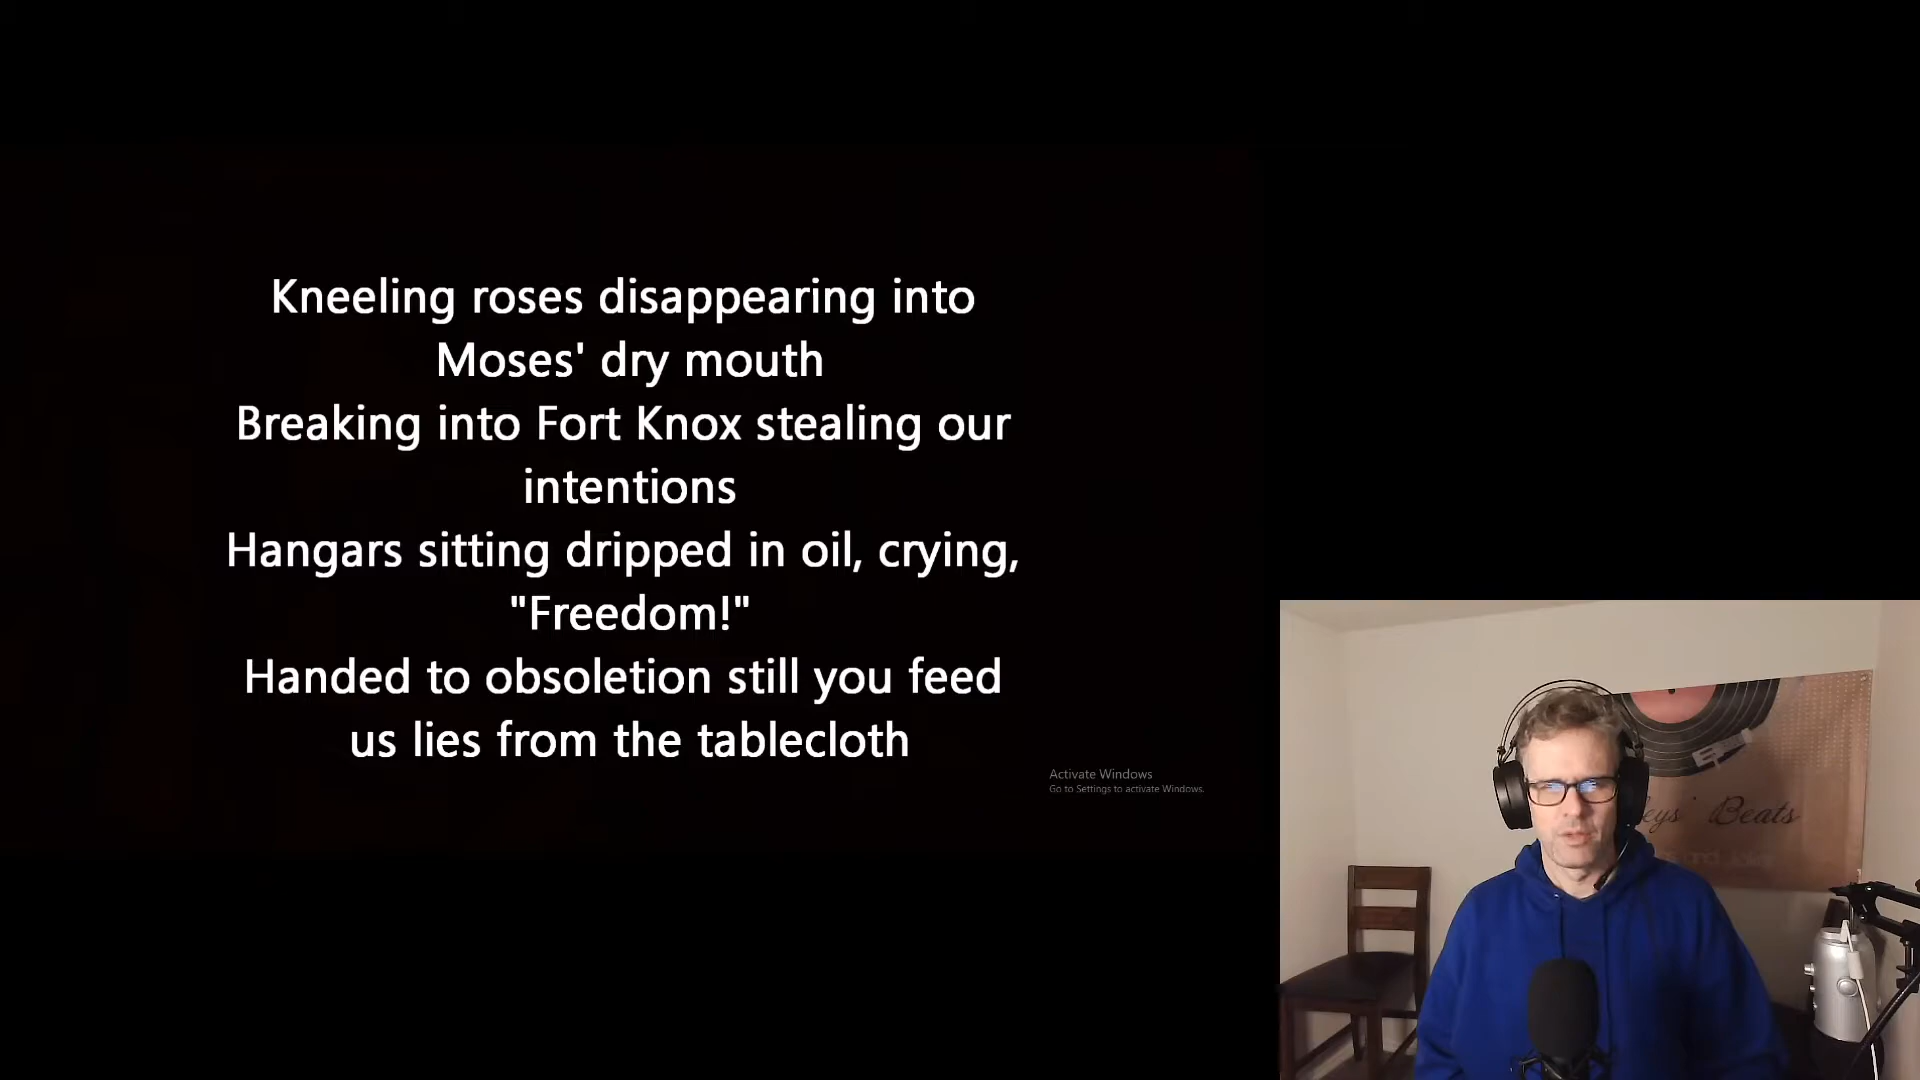 Kneeling roses disappearing into
Moses' dry mouth
Breaking into Fort Knox stealing our
intentions
Hangars sitting dripped in oil, crying,
"Freedom!"
Handed to obsoletion still you feed
us lies from the tablecloth
Activate Windows
Go to Settings to activate Windows.
eys' Beats